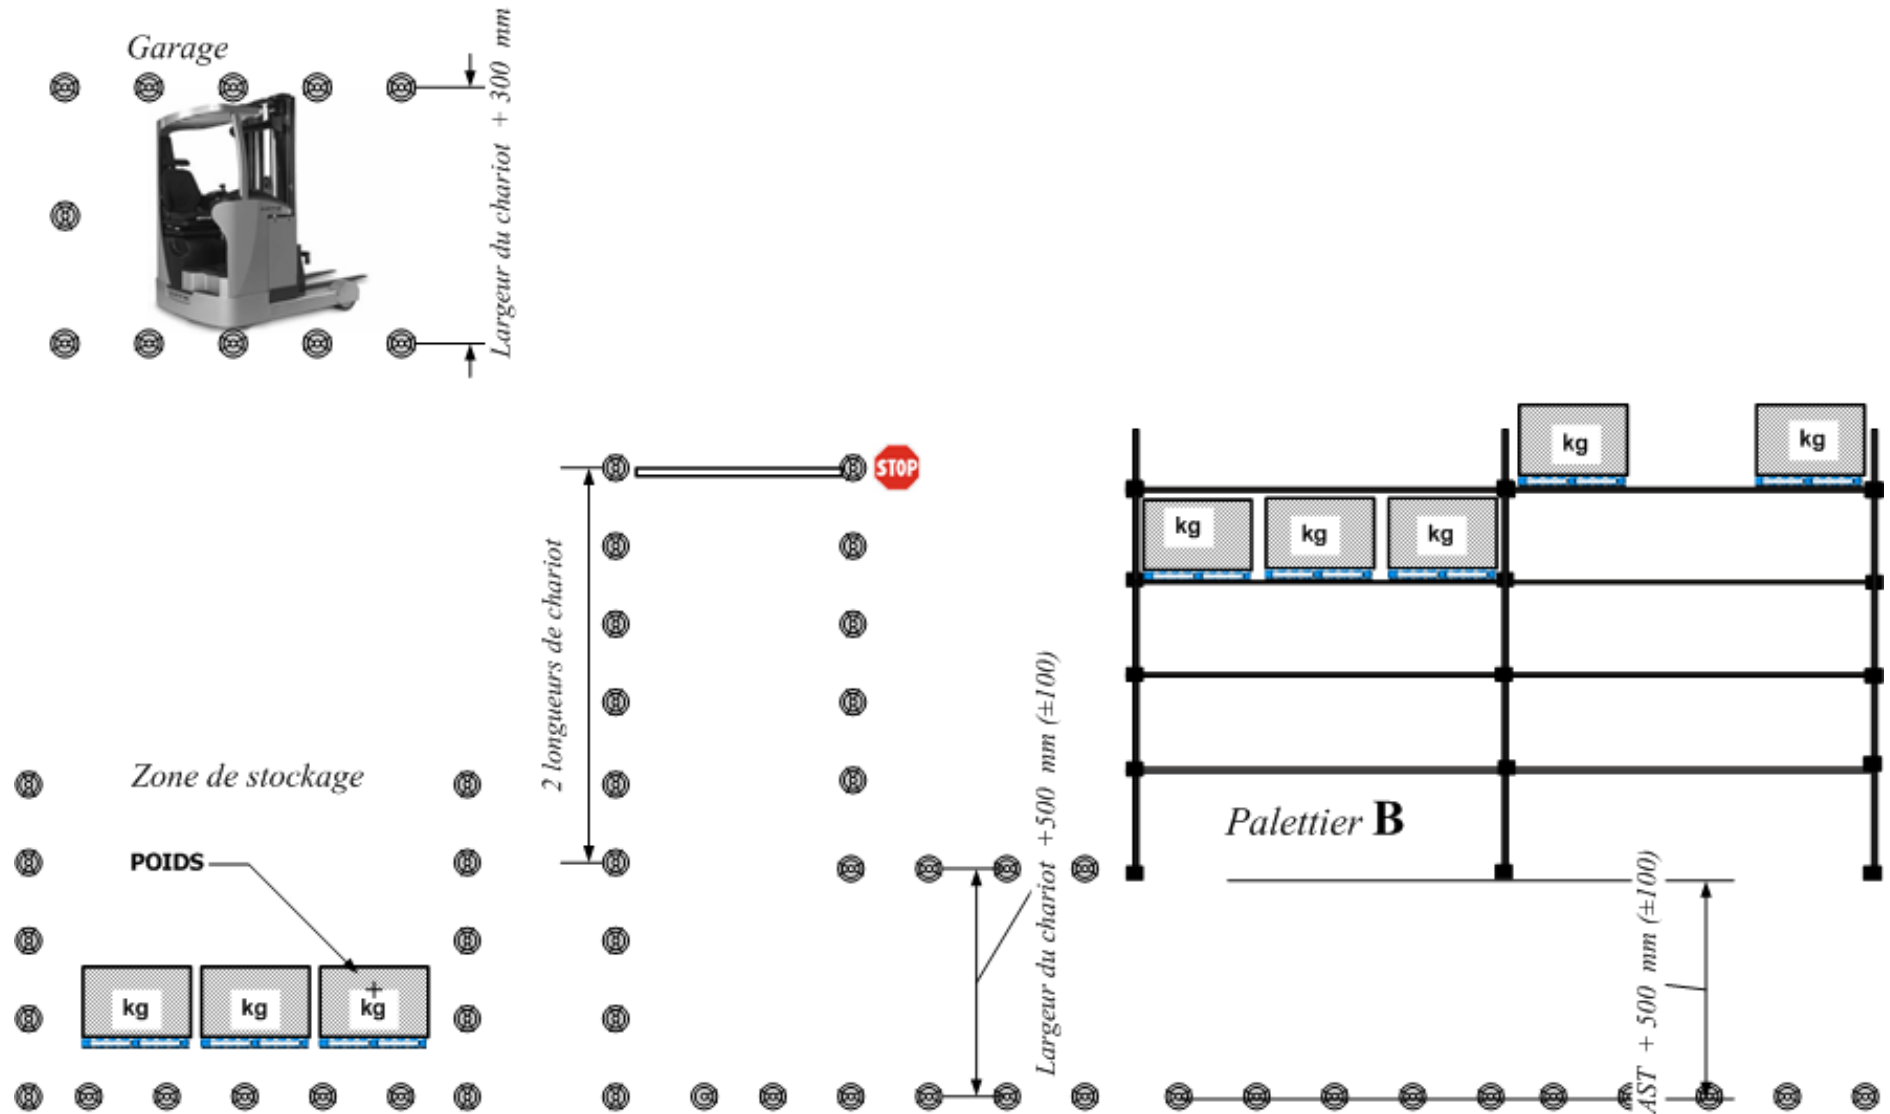 Garage
Largeur du chariot + 300 mm
STOP
kg
kg
kg
kg
kg
2 longueurs de chariot
Largeur du chariot +500 mm (±100)
Zone de stockage
Palettier B
POIDS
AST + 500 mm (±100)
kg
kg
kg